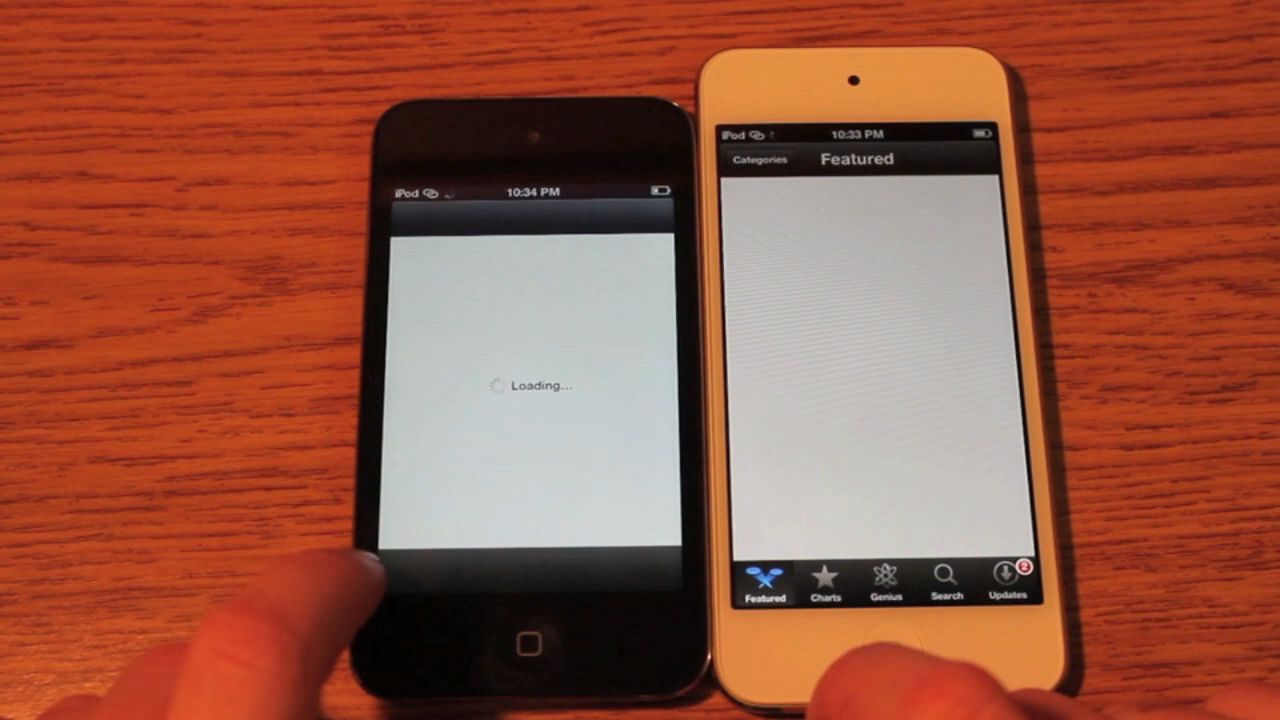 iPod 10:34 PM
Loading...
iPod 10:33 PM
Categories Featured
2
Featured Charts Genius Search Updates